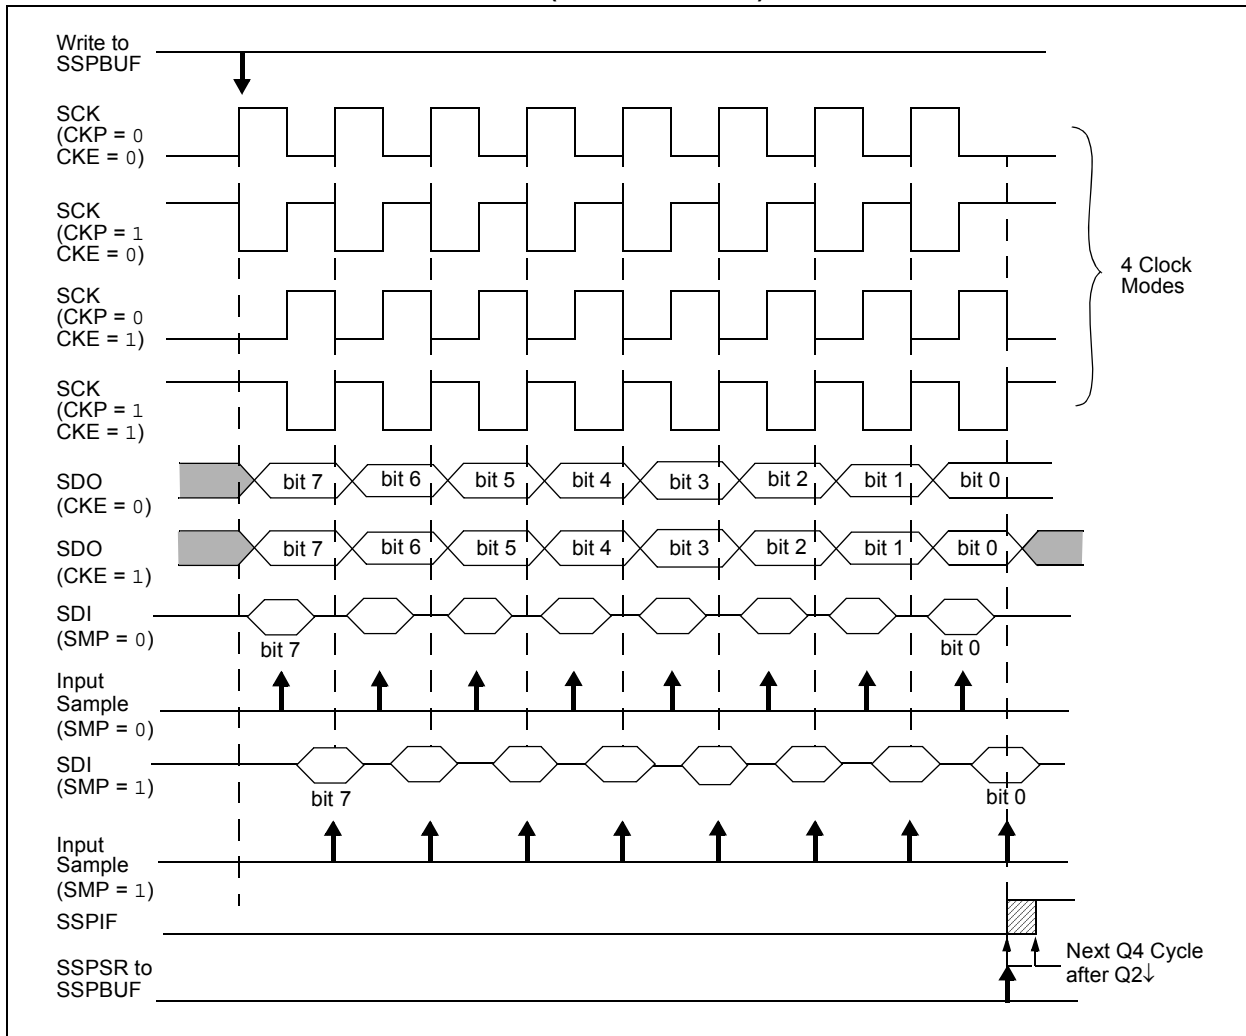 Write to
SSPBUF
SCK
(CKP = 0
CKE = 0)
SCK
(CKP = 1
CKE = 0)
4 Clock
Modes
SCK
(CKP = 0
CKE = 1)
SCK
(CKP = 1
CKE = 1)
SDO
(CKE = 0)
bit 7 bit 6 bit 5 bit 4 bit 3 bit 2 bit 1 bit 0
SDO
(CKE = 1)
bit 7 bit 6 bit 5 bit 4 bit 3 bit 2 bit 1 bit 0
SDI
(SMP = 0)
bit 7 bit 0
Input
Sample
(SMP = 0)
SDI
(SMP = 1)
bit 7 bit 0
Input
Sample
(SMP = 1)
SSPIF
Next Q4 Cycle
after Q2↓
SSPSR to
SSPBUF